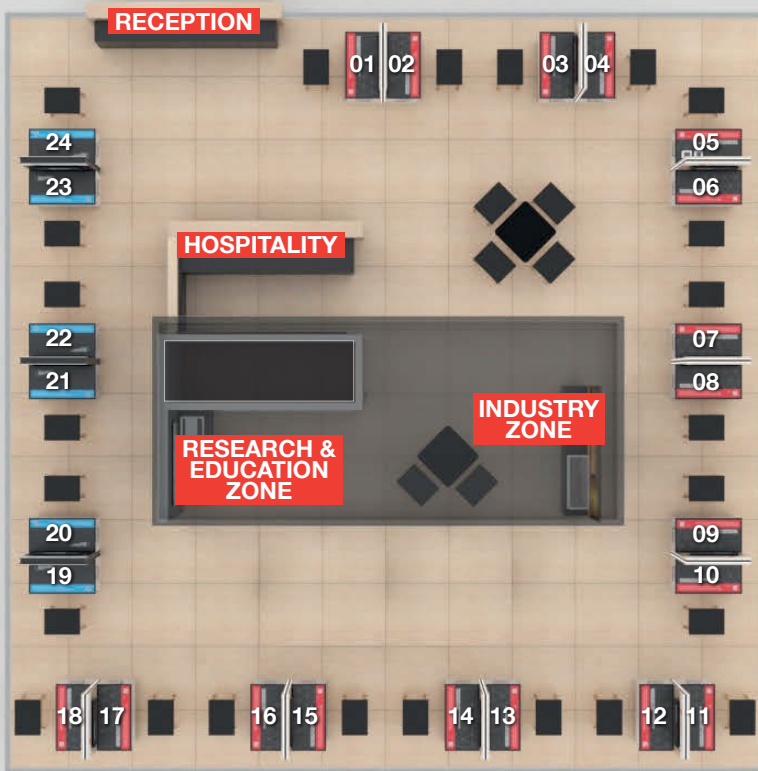 RECEPTION
01 02
03 04
24
23
05
06
HOSPITALITY
22
21
07
08
INDUSTRY
ZONE
RESEARCH &
EDUCATION
ZONE
20
19
09
10
18 17
16 15
14 13
12 11